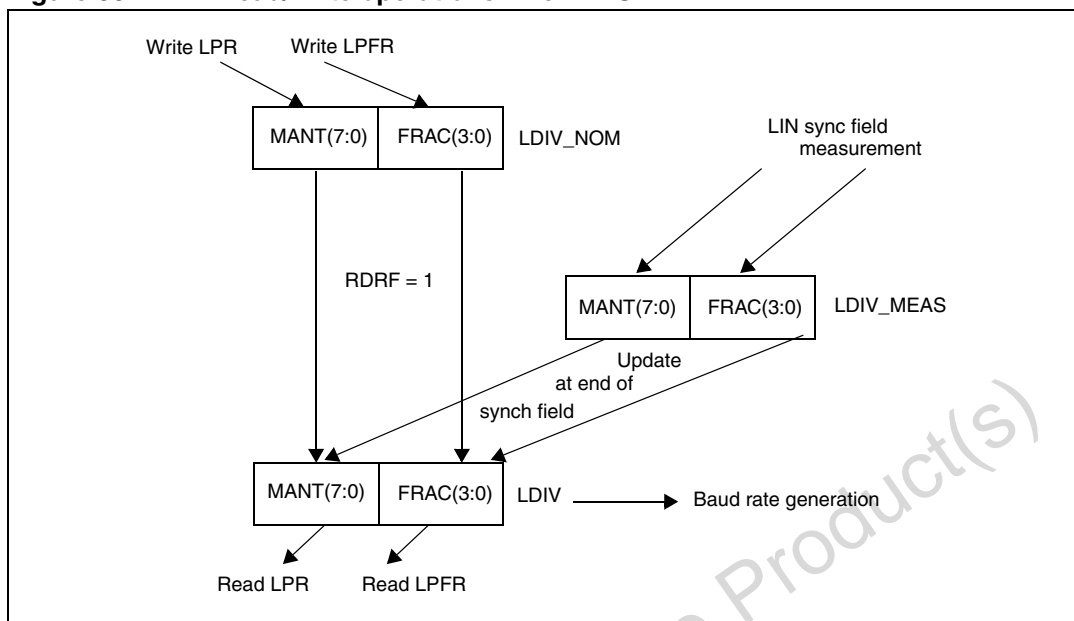 Write LPR Write LPFR
MANT(7:0) FRAC(3:0) LDIV_NOM
LIN sync field
measurement
RDRF = 1
MANT(7:0) FRAC(3:0) LDIV_MEAS
Update
at end of
synch field
MANT(7:0) FRAC(3:0) LDIV Baud rate generation
Read LPR Read LPFR
Product(s)